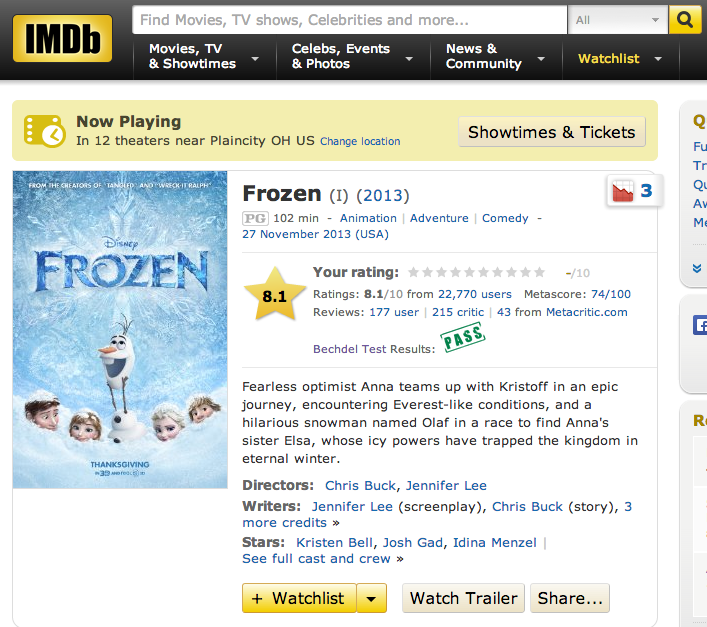 IMDb
Find Movies, TV shows, Celebrities and more...
All
Movies, TV
& Showtimes
Celebs, Events
& Photos
News &
Community
Watchlist
Now Playing
In 12 theaters near Plaincity OH US Change location
Showtimes & Tickets
FROM THE CREATORS OF "TANGLED" AND "WRECK-IT RALPH"
Disney
FROZEN
THANKSGIVING
Frozen (I) (2013)
3
PG 102 min - Animation | Adventure | Comedy -
27 November 2013 (USA)
8.1
Your rating: -/10
Ratings: 8.1/10 from 22,770 users Metascore: 74/100
Reviews: 177 user | 215 critic | 43 from Metacritic.com
Bechdel Test Results: PASS
Fearless optimist Anna teams up with Kristoff in an epic
journey, encountering Everest-like conditions, and a
hilarious snowman named Olaf in a race to find Anna's
sister Elsa, whose icy powers have trapped the kingdom in
eternal winter.
Directors: Chris Buck, Jennifer Lee
Writers: Jennifer Lee (screenplay), Chris Buck (story), 3
more credits »
Stars: Kristen Bell, Josh Gad, Idina Menzel |
See full cast and crew »
+ Watchlist
Watch Trailer
Share...
Q
Fu
Tr
Qu
Aw
Me